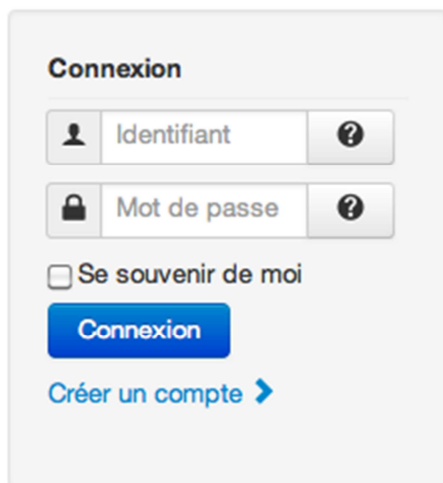 Connexion
Identifiant
Mot de passe
Se souvenir de moi
Connexion
Créer un compte